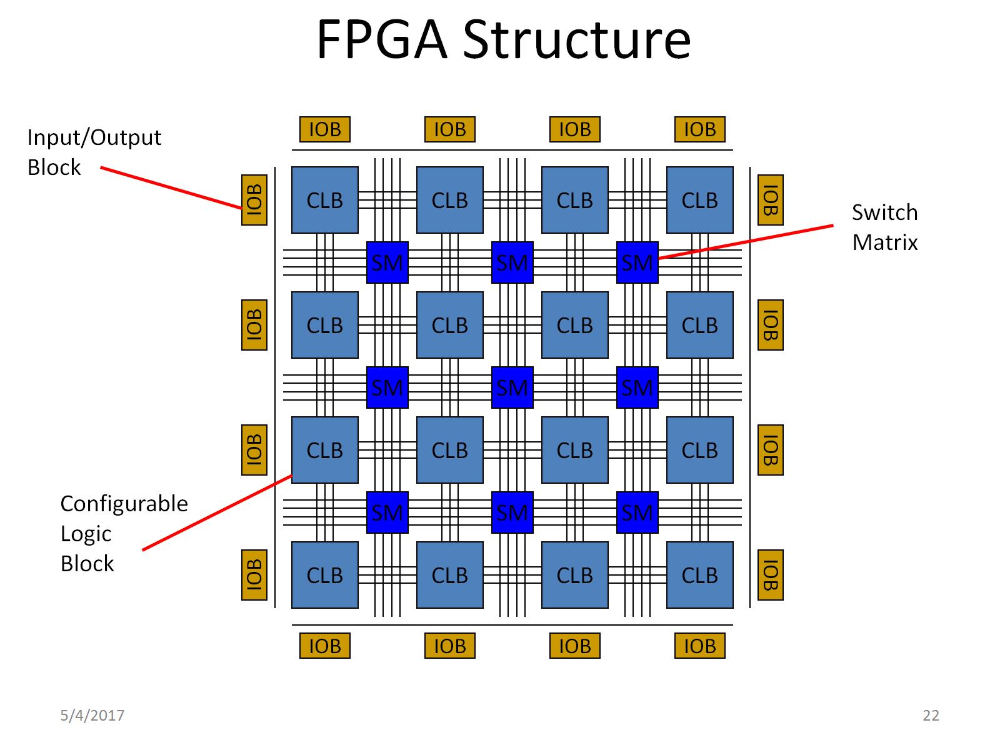 FPGA Structure
IOB IOB IOB IOB
Input/Output
Block
IOB CLB CLB CLB CLB IOB
Switch
Matrix
SM SM SM
IOB CLB CLB CLB CLB IOB
SM SM SM
IOB CLB CLB CLB CLB IOB
Configurable
Logic
Block
SM SM SM
IOB CLB CLB CLB CLB IOB
IOB IOB IOB IOB
5/4/2017
22